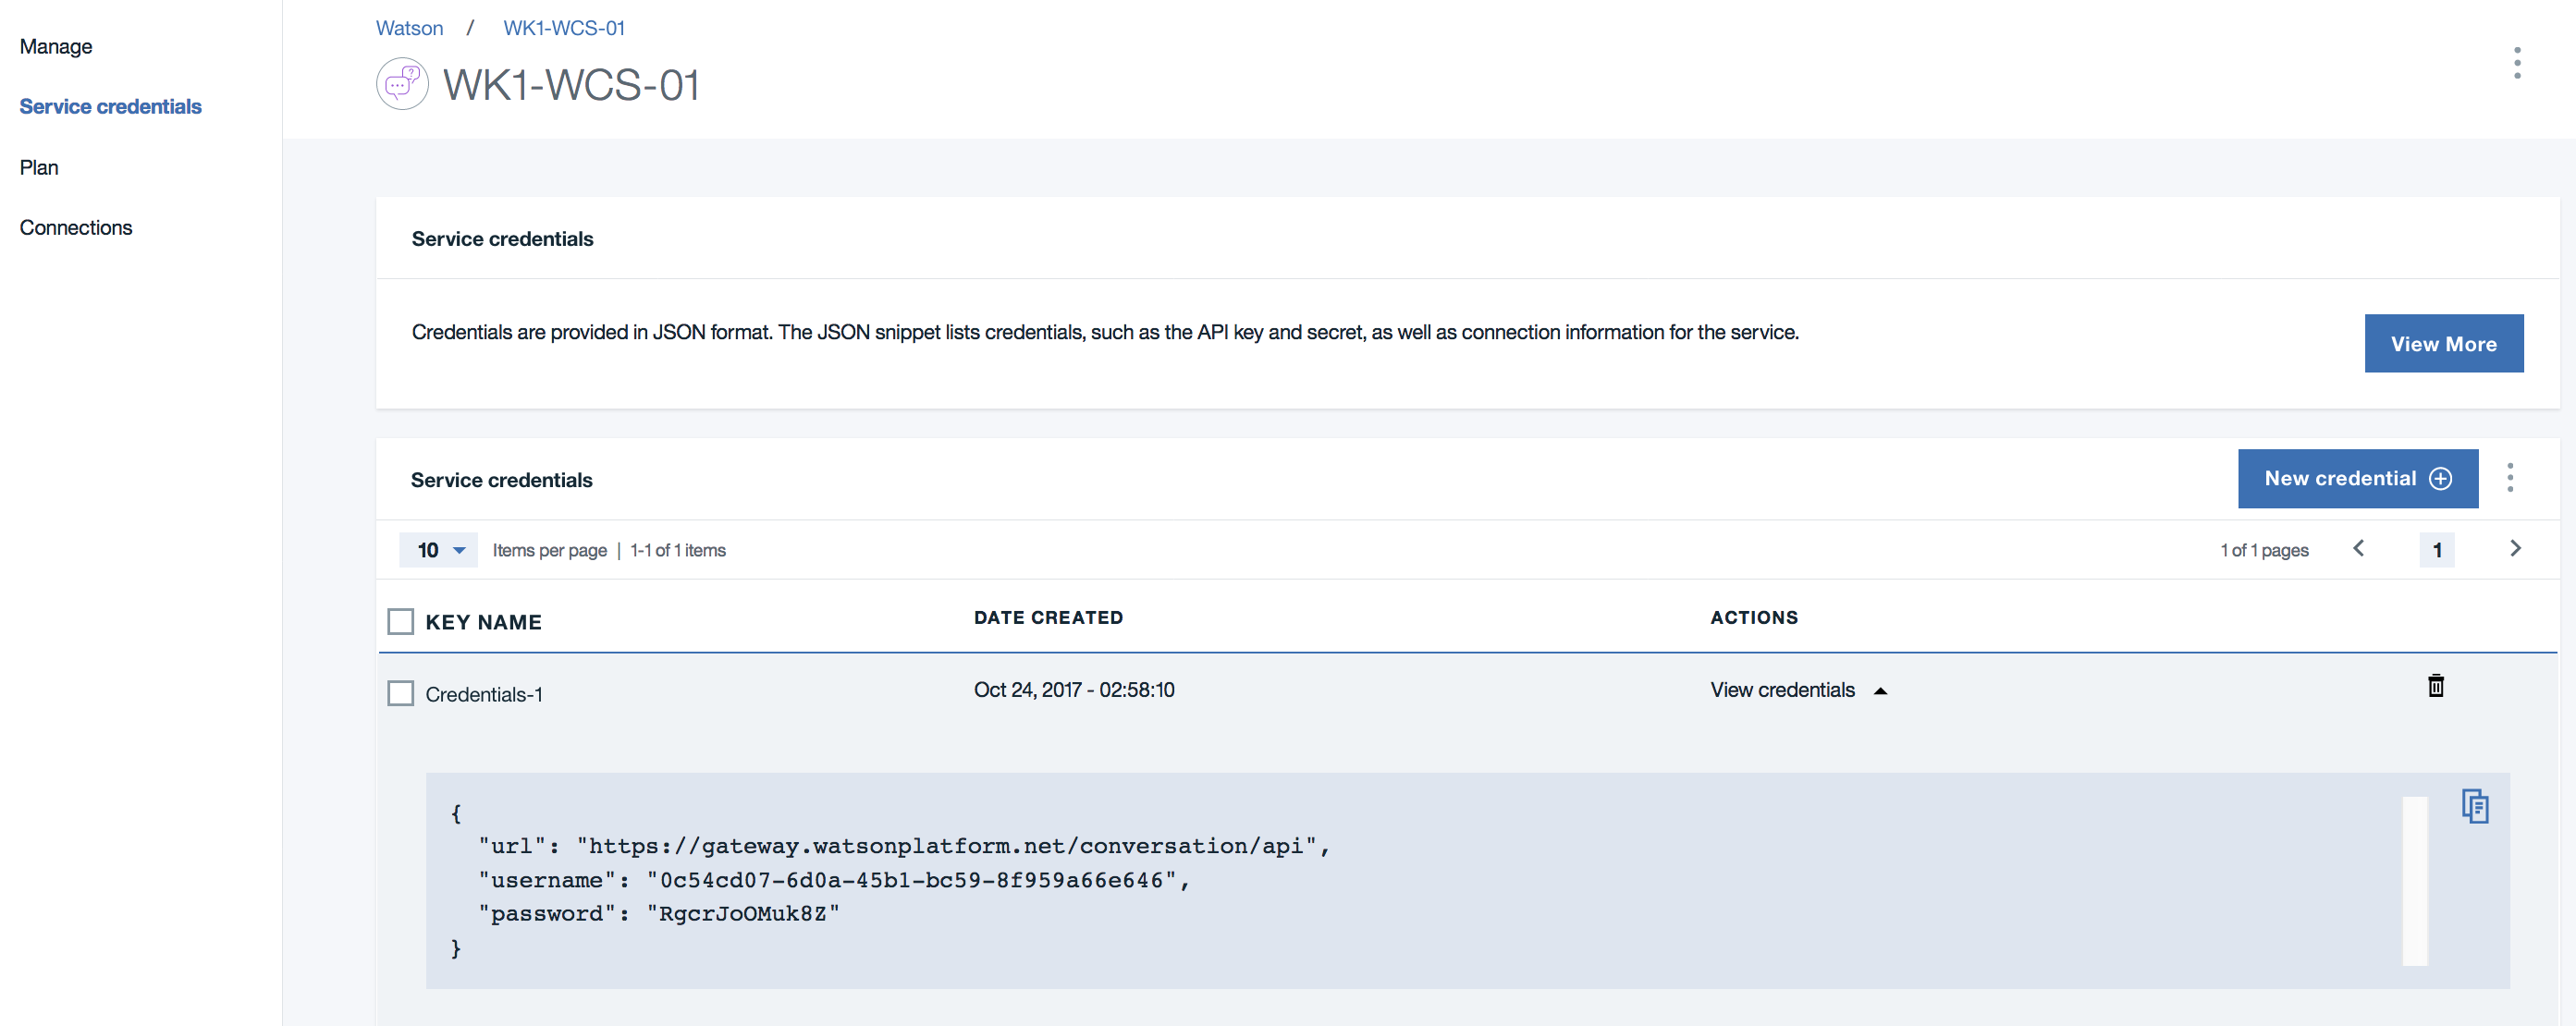 Manage
Service credentials
Plan
Connections
Watson / WK1-WCS-01
WK1-WCS-01
Service credentials
Credentials are provided in JSON format. The JSON snippet lists credentials, such as the API key and secret, as well as connection information for the service.
View More
Service credentials
New credential
10 Items per page | 1-1 of 1 items
1 of 1 pages 1
KEY NAME DATE CREATED ACTIONS
Credentials-1 Oct 24, 2017 - 02:58:10 View credentials
{
"url": "https://gateway.watsonplatform.net/conversation/api",
"username": "0c54cd07-6d0a-45b1-bc59-8f959a66e646",
"password": "RgcrJoOMuk8Z"
}